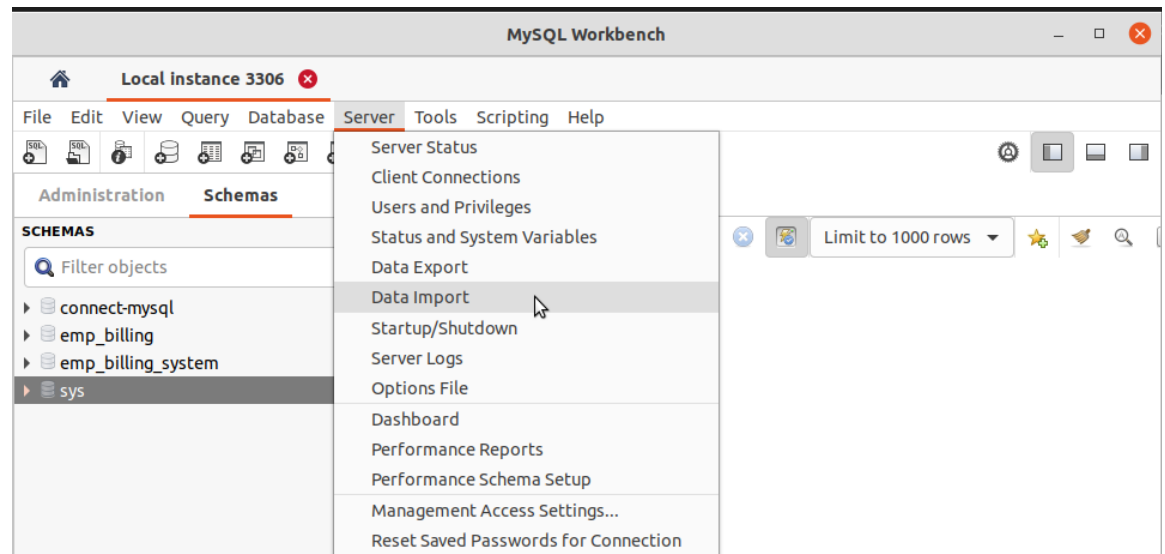 MySQL Workbench
Local instance 3306
File Edit View Query Database Server Tools Scripting Help
SQL SQL
Administration Schemas
SCHEMAS
Filter objects
connect-mysql
emp_billing
emp_billing_system
sys
Server Status
Client Connections
Users and Privileges
Status and System Variables
Data Export
Data Import
Startup/Shutdown
Server Logs
Options File
Dashboard
Performance Reports
Performance Schema Setup
Management Access Settings...
Reset Saved Passwords for Connection
Limit to 1000 rows